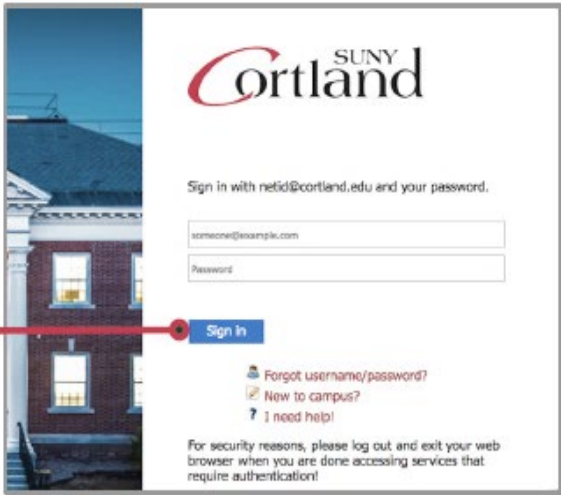 SUNY
Cortland
Sign in with netid@cortland.edu and your password.
someone@example.com
Password
Sign in
Forgot username/password?
New to campus?
? I need help!
For security reasons, please log out and exit your web
browser when you are done accessing services that
require authentication!